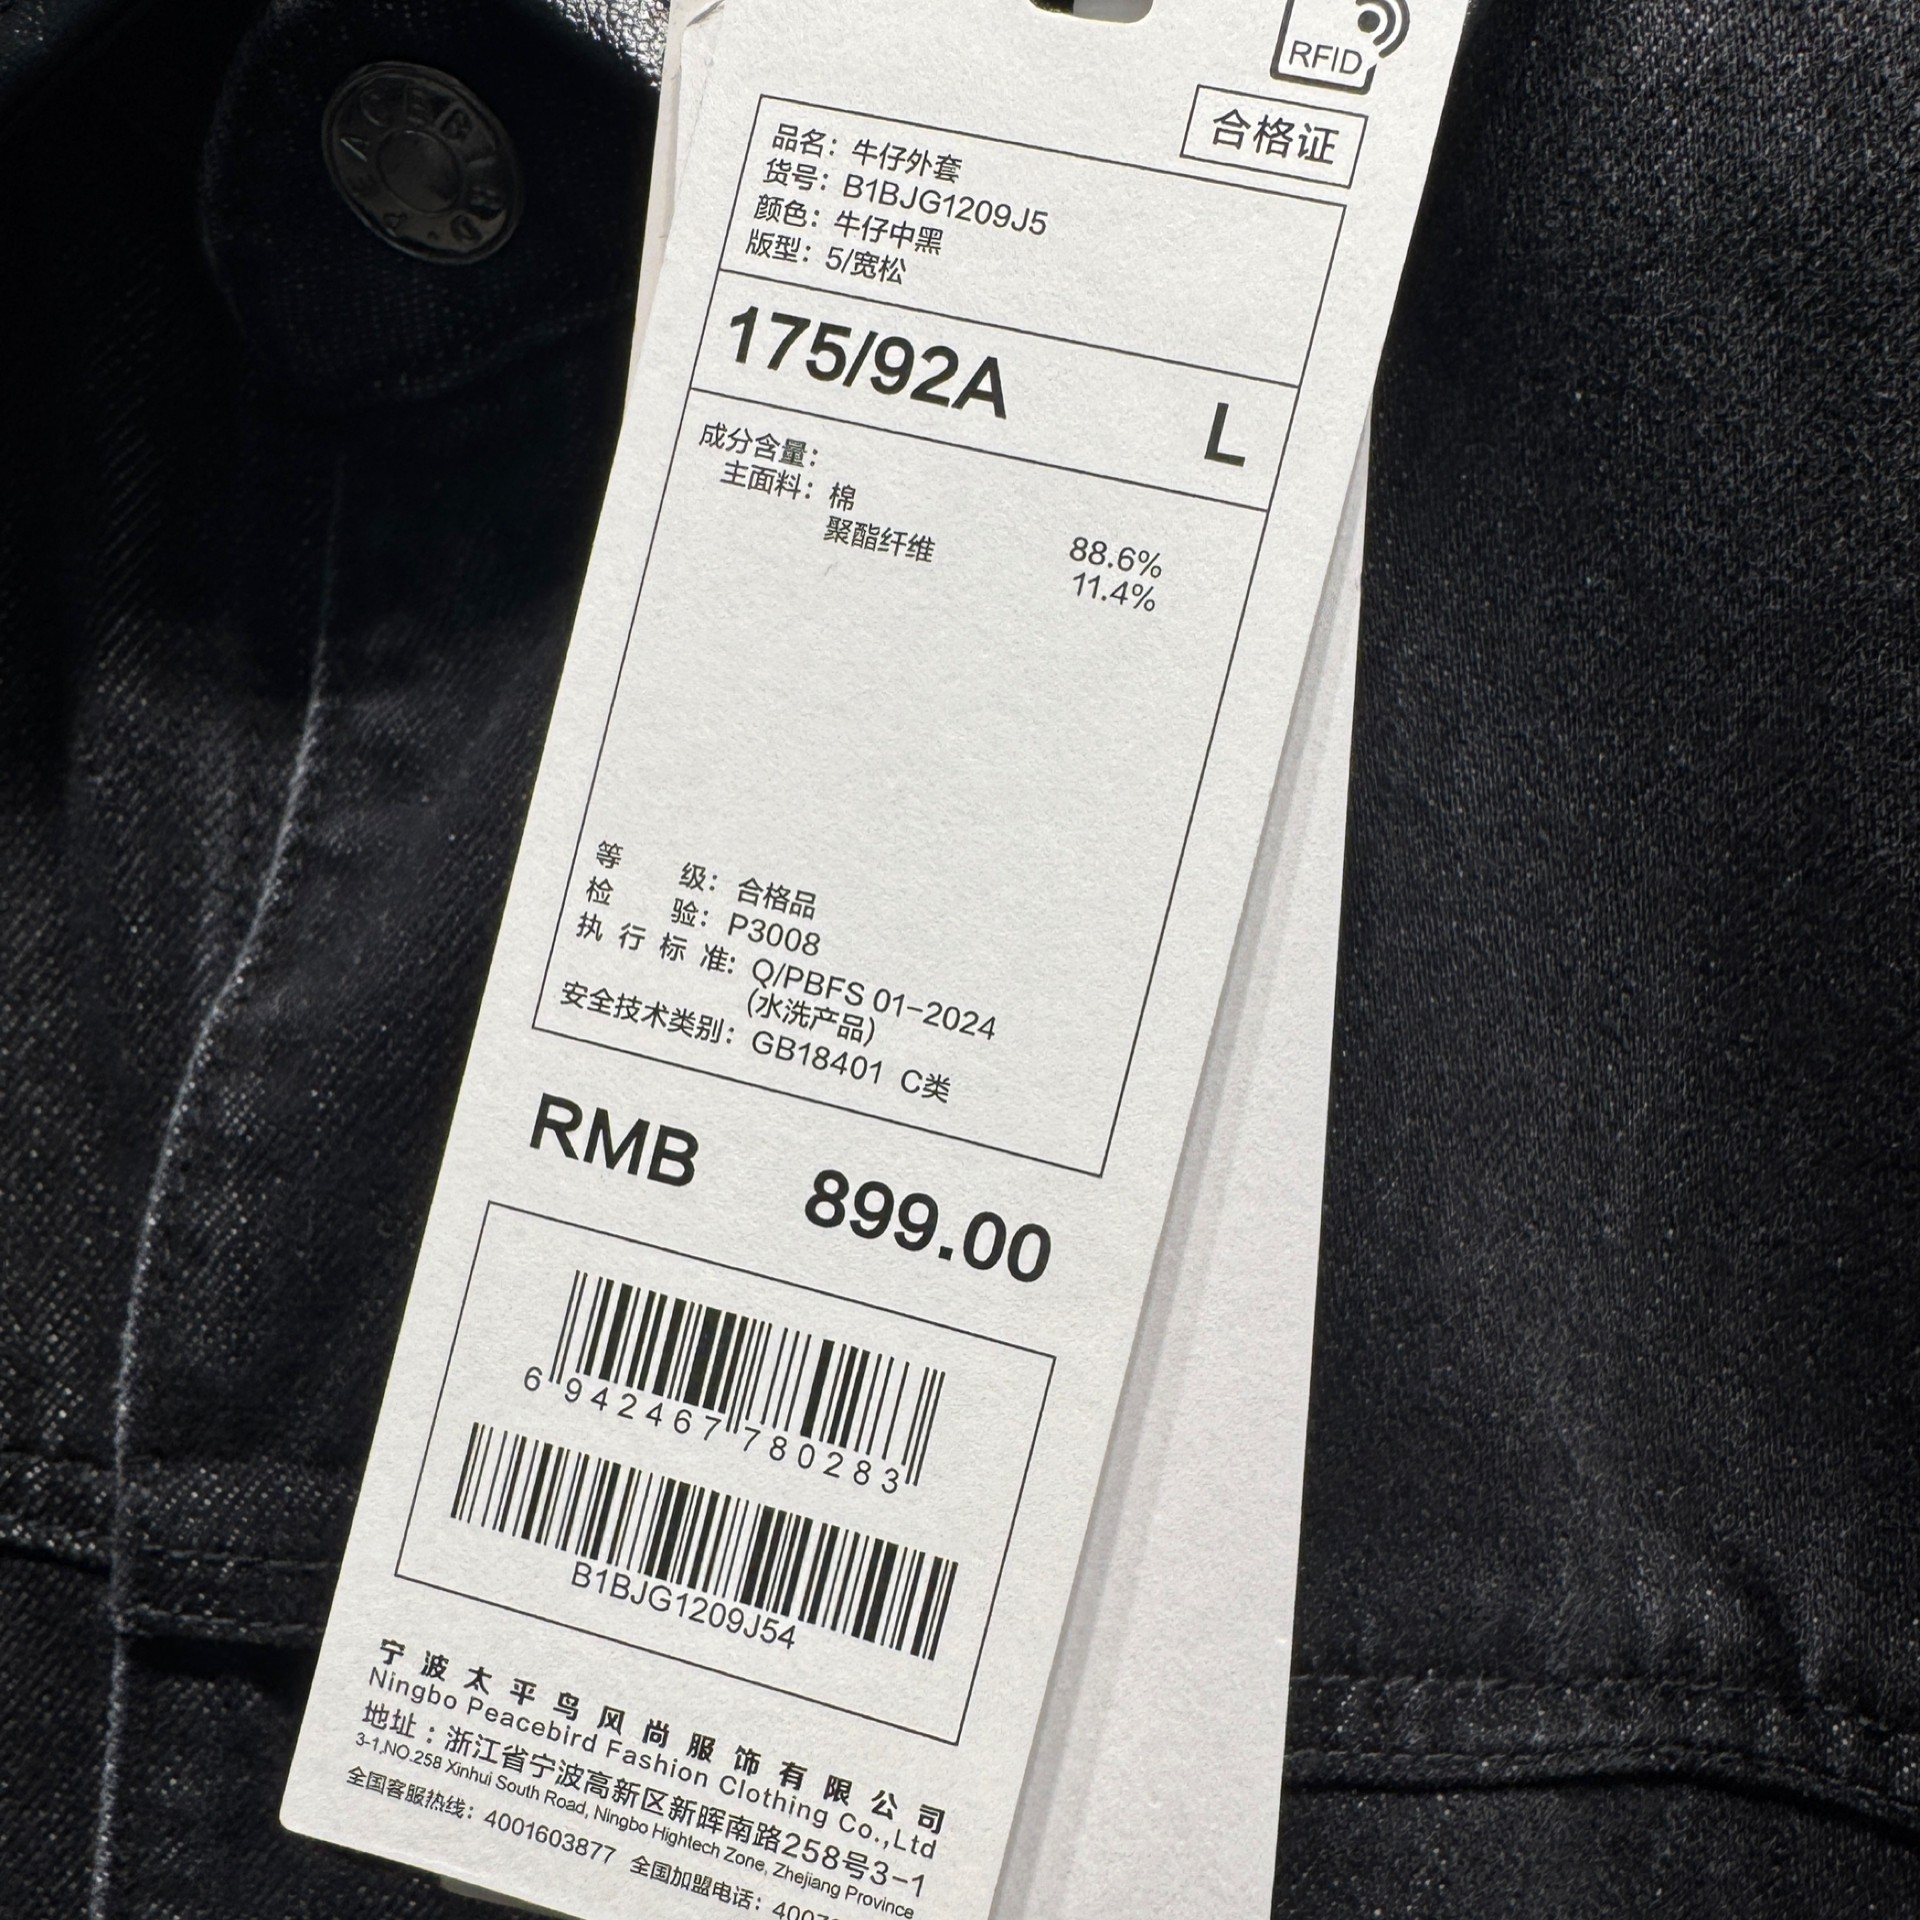 RFID
合格证
品名：牛仔外套
货号：B1BJG1209J5
颜色：牛仔中黑
版型：5/宽松
175/92A L
成分含量：
主面料：棉 88.6%
聚酯纤维 11.4%
等级：合格品
检验：P3008
执行标准：Q/PBFS 01-2024
(水洗产品)
安全技术类别：GB18401 C类
RMB 899.00
6942467780283
B1BJG1209J54
宁波太平鸟风尚服饰有限公司
Ningbo Peacebird Fashion Clothing Co.,Ltd
地址：浙江省宁波高新区新晖南路258号3-1
3-1,NO.258 Xinhui South Road, Ningbo Hightech Zone, Zhejiang Province
全国客服热线：4001603877 全国加盟电话：